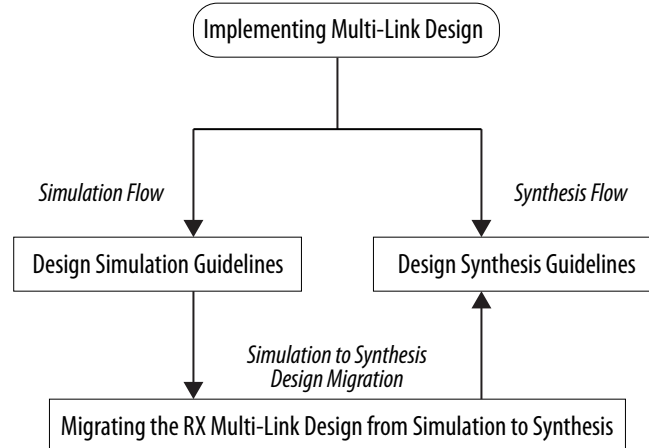 Implementing Multi-Link Design
Simulation Flow
Synthesis Flow
Design Simulation Guidelines
Design Synthesis Guidelines
Simulation to Synthesis
Design Migration
Migrating the RX Multi-Link Design from Simulation to Synthesis